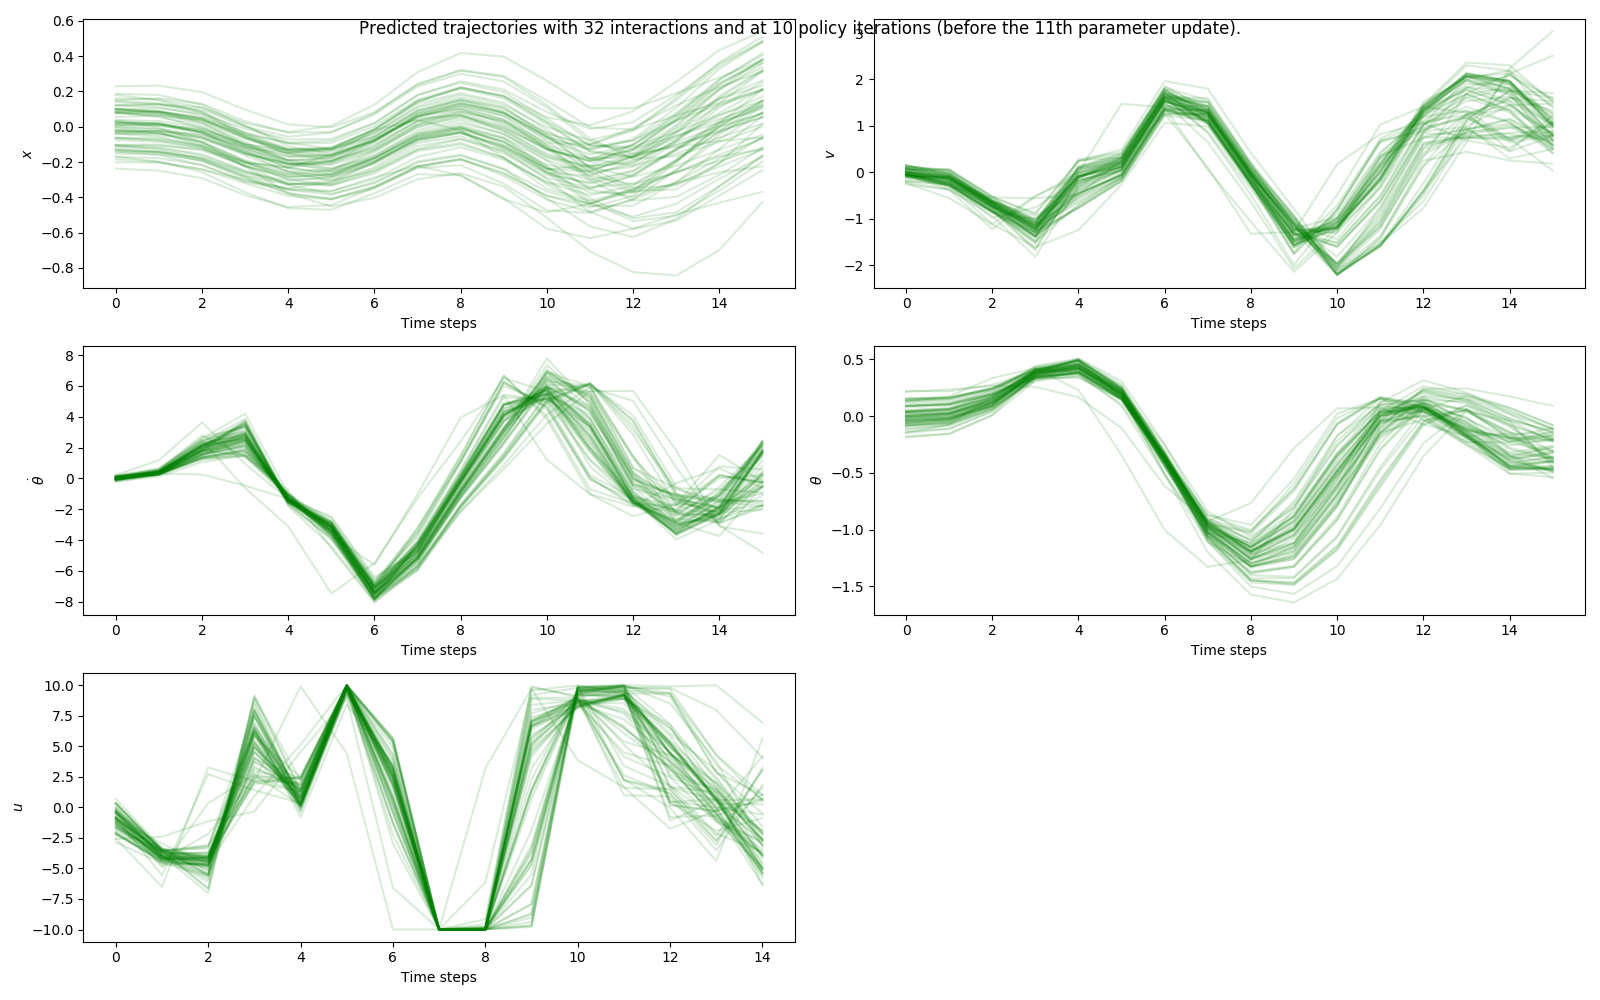 Predicted trajectories with 32 interactions and at 10 policy iterations (before the 11th parameter update).
0.6
0.4
0.2
0.0
−0.2
−0.4
−0.6
−0.8
x
0 2 4 6 8 10 12 14
Time steps
3
2
1
0
−1
−2
v
0 2 4 6 8 10 12 14
Time steps
8
6
4
2
0
−2
−4
−6
−8
θ̇
0 2 4 6 8 10 12 14
Time steps
0.5
0.0
−0.5
−1.0
−1.5
θ
0 2 4 6 8 10 12 14
Time steps
10.0
7.5
5.0
2.5
0.0
−2.5
−5.0
−7.5
−10.0
u
0 2 4 6 8 10 12 14
Time steps